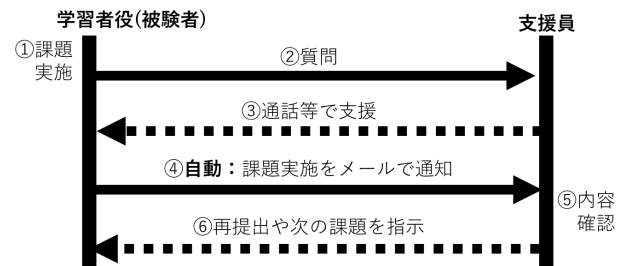 学習者役(被験者)
支援員
①課題
実施
②質問
③通話等で支援
④自動：課題実施をメールで通知
⑤内容
確認
⑥再提出や次の課題を指示